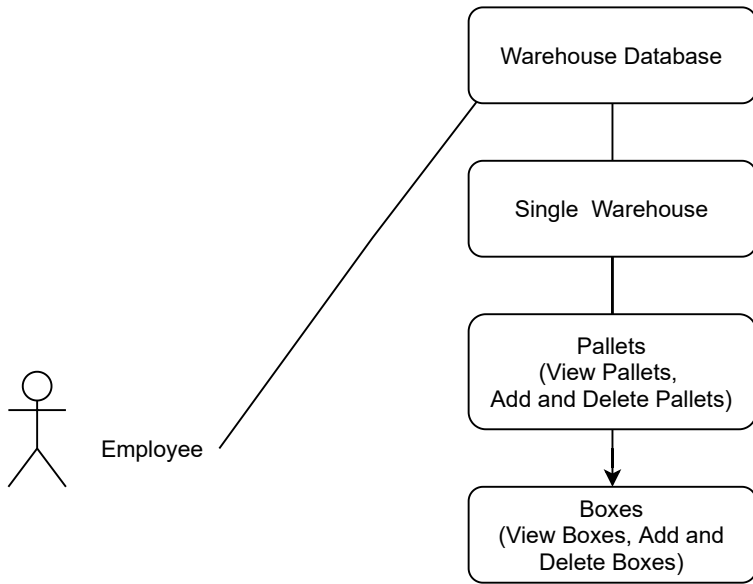 Warehouse Database
Single  Warehouse
Pallets
(View Pallets,
Add and Delete Pallets)
Employee
Boxes
(View Boxes, Add and
Delete Boxes)